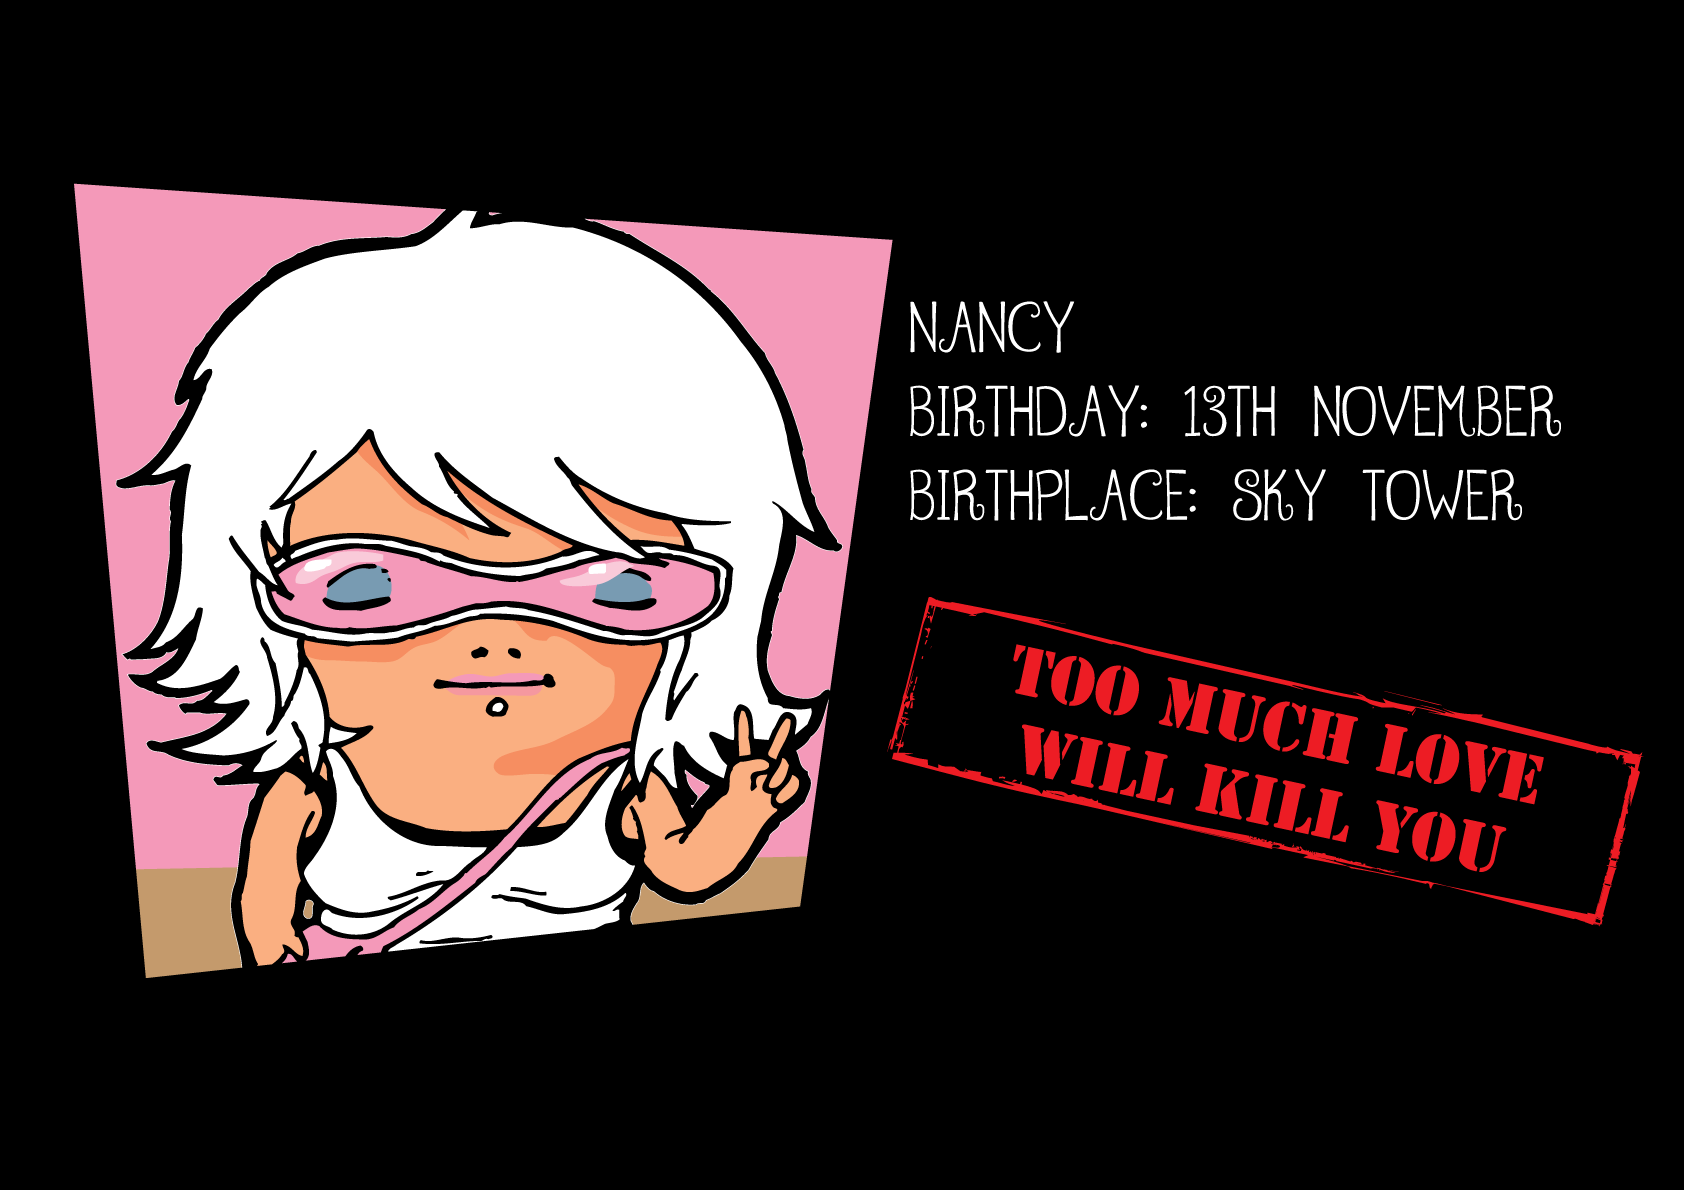 NANCY
BIRTHDAY: 13TH NOVEMBER
BIRTHPLACE: SKY TOWER
TOO MUCH LOVE
WILL KILL YOU